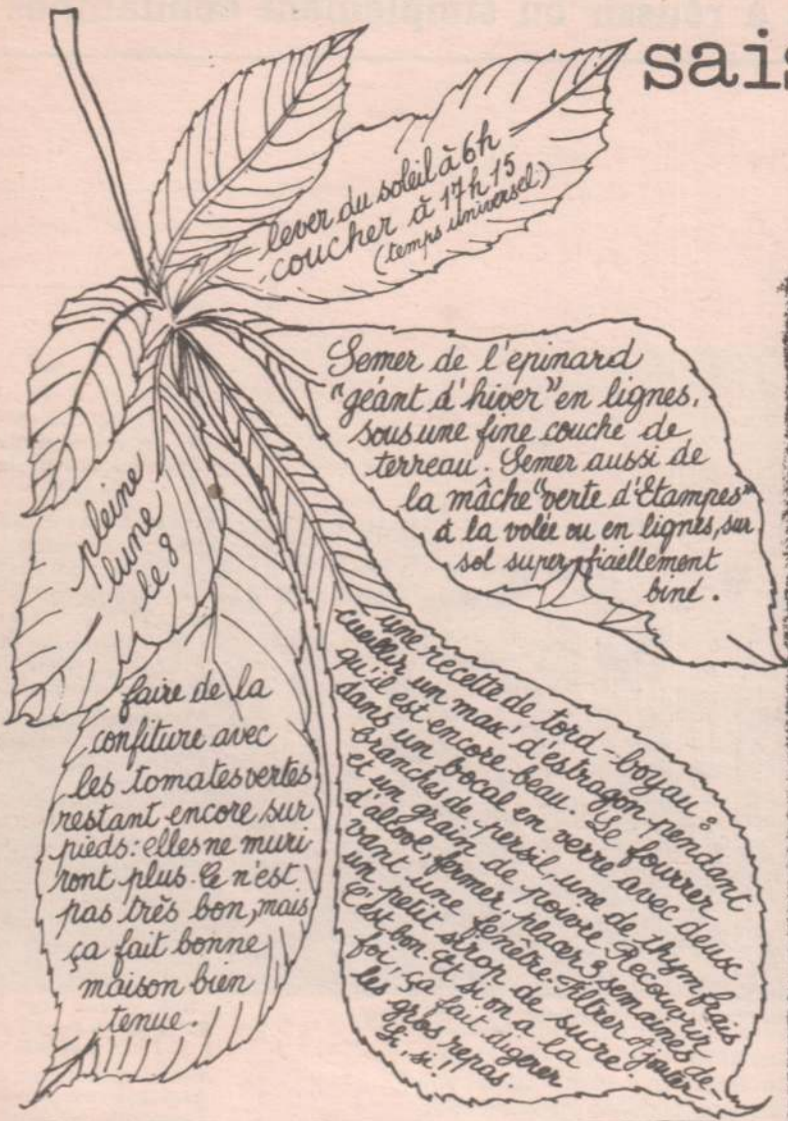 sais
lever du soleil à 6h
coucher à 17h15
(temps universel)
Semer de l'épinard
"géant d'hiver" en lignes,
sous une fine couche de
terreau. Semer aussi de
la mâche "verte d'Etampes"
à la volée ou en lignes, sur
sol superficiellement
biné.
pleine
lune
le 8
faire de la
confiture avec
les tomates vertes
restant encore sur
pieds: elles ne muri
ront plus. Ce n'est
pas très bon, mais
ça fait bonne
maison bien
tenue.
une recette de tord-boyau:
cueillir un max' d'estragon pendant
qu'il est encore beau. Le fourrer
dans un bocal en verre avec deux
branches de persil, une de thym frais
et un grain de poivre. Recouvrir
d'alcool, fermer, placer 3 semaines de-
vant une fenêtre. Filtrer. Ajouter
un petit sirop de sucre.
C'est bon. Et si on a la
foi, ça fait digérer
les gros repas.
Si, si!